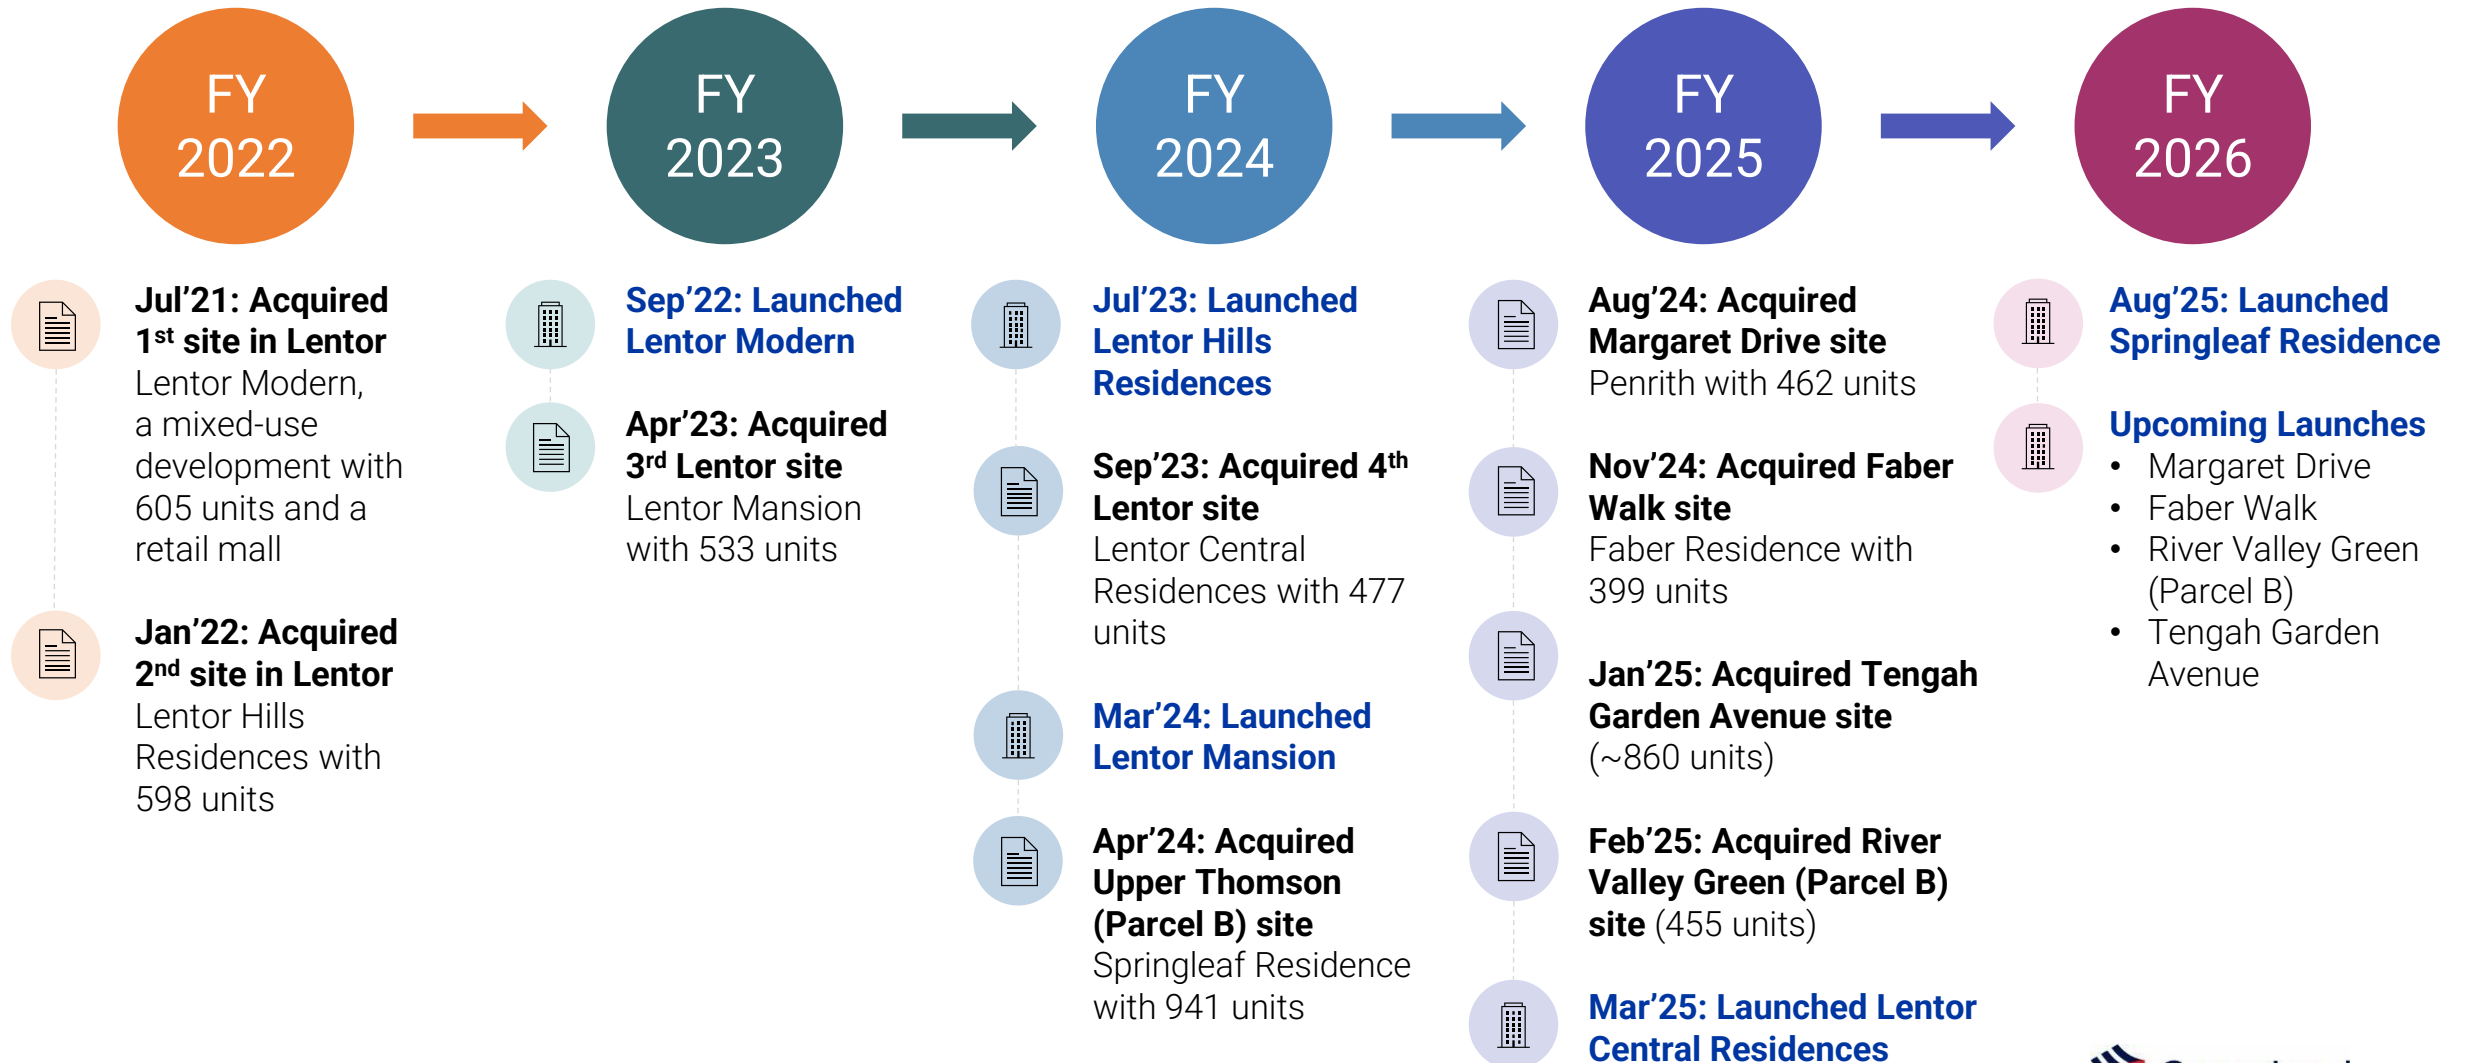 FY
2022
FY
2023
FY
2024
FY
2025
FY
2026
Jul’21: Acquired
1st site in Lentor
Lentor Modern,
a mixed-use
development with
605 units and a
retail mall
Jan’22: Acquired
2nd site in Lentor
Lentor Hills
Residences with
598 units
Sep’22: Launched
Lentor Modern
Apr’23: Acquired
3rd Lentor site
Lentor Mansion
with 533 units
Jul’23: Launched
Lentor Hills
Residences
Sep’23: Acquired 4th
Lentor site
Lentor Central
Residences with 477
units
Mar’24: Launched
Lentor Mansion
Apr’24: Acquired
Upper Thomson
(Parcel B) site
Springleaf Residence
with 941 units
Aug’24: Acquired
Margaret Drive site
Penrith with 462 units
Nov’24: Acquired Faber
Walk site
Faber Residence with
399 units
Jan’25: Acquired Tengah
Garden Avenue site
(~860 units)
Feb’25: Acquired River
Valley Green (Parcel B)
site (455 units)
Mar’25: Launched Lentor
Central Residences
Aug’25: Launched
Springleaf Residence
Upcoming Launches
• Margaret Drive
• Faber Walk
• River Valley Green
(Parcel B)
• Tengah Garden
Avenue